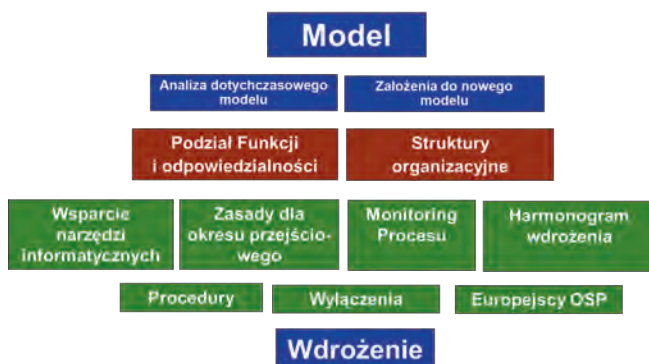 Model
Analiza dotychczasowego
modelu
Założenia do nowego
modelu
Podział Funkcji
i odpowiedzialności
Struktury
organizacyjne
Wsparcie
narzędzi
informatycznych
Zasady dla
okresu przejścio-
wego
Monitoring
Procesu
Harmonogram
wdrożenia
Procedury
Wyłączenia
Europejscy OSP
Wdrożenie